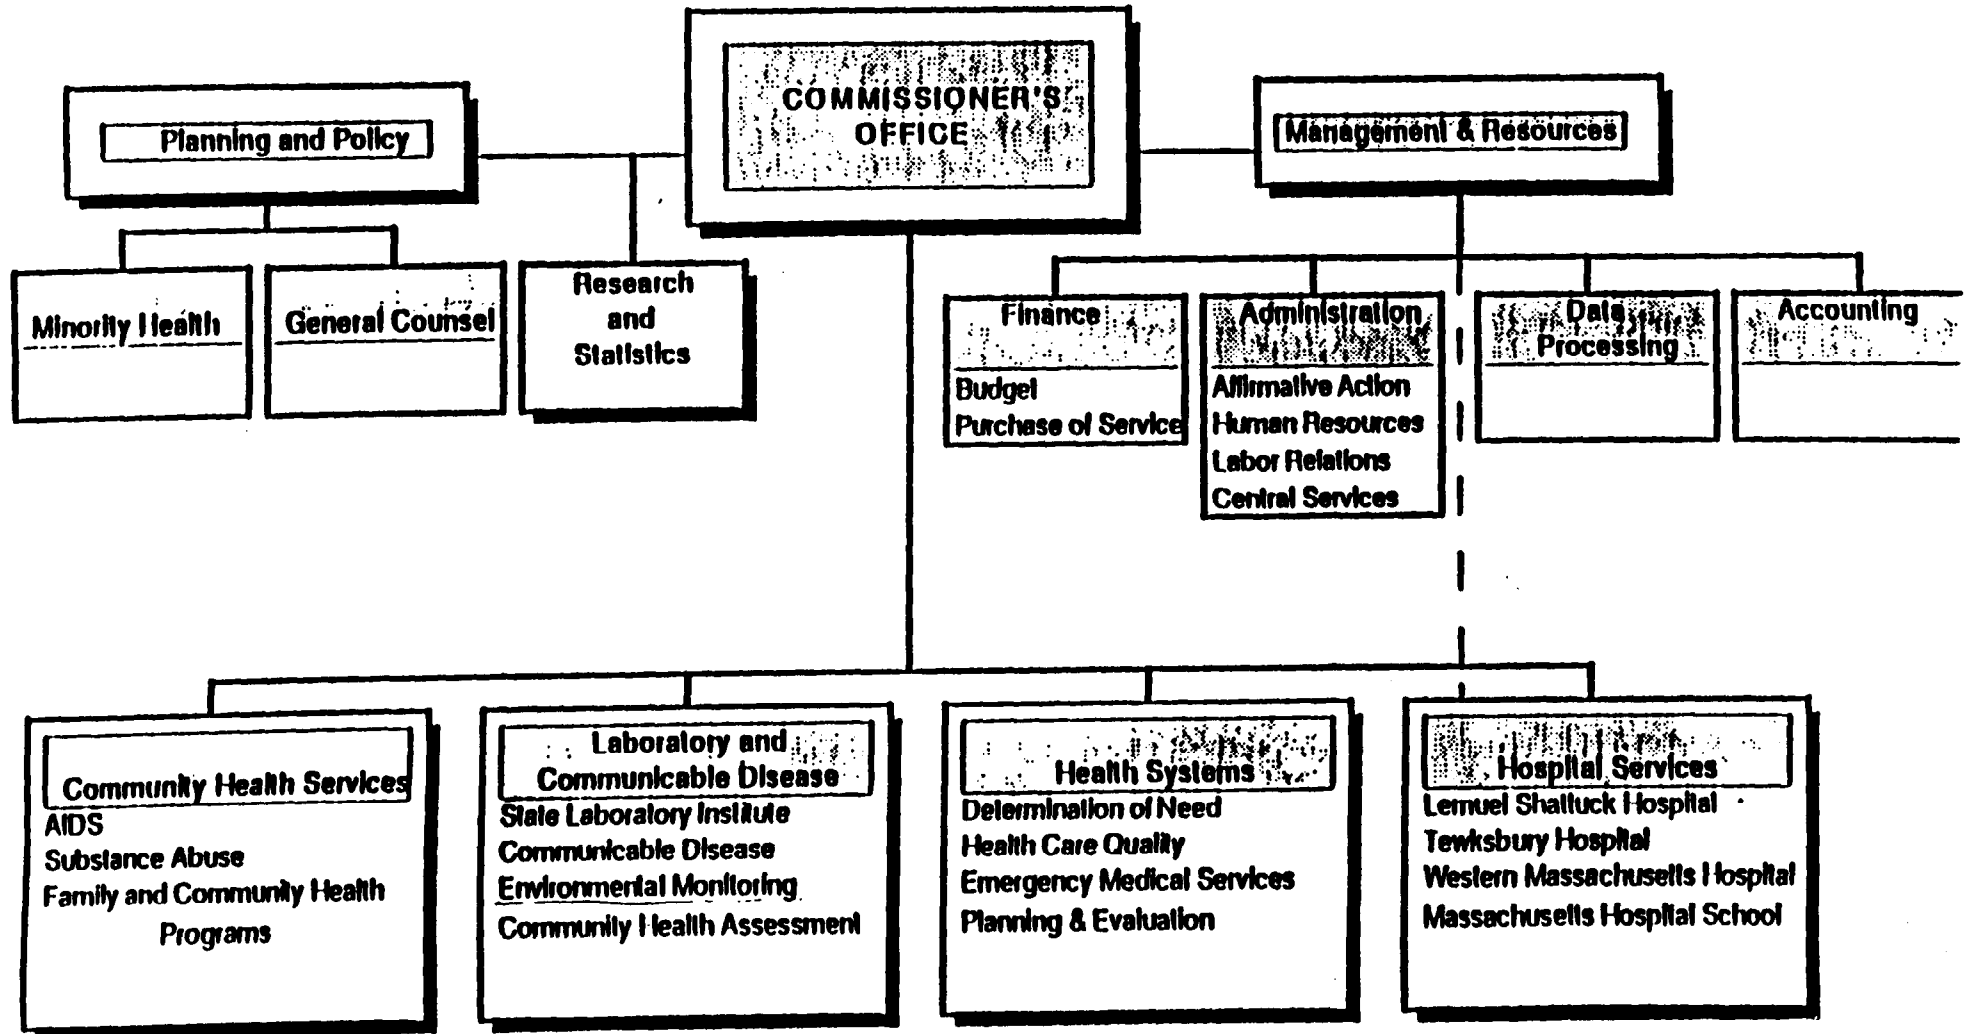 COMMISSIONER'S
OFFICE
Planning and Policy
Management & Resources
Minority Health
General Counsel
Research
and
Statistics
Finance
Budget
Purchase of Service
Administration
Affirmative Action
Human Resources
Labor Relations
Central Services
Data
Processing
Accounting
Community Health Services
AIDS
Substance Abuse
Family and Community Health
Programs
Laboratory and
Communicable Disease
State Laboratory Institute
Communicable Disease
Environmental Monitoring
Community Health Assessment
Health Systems
Determination of Need
Health Care Quality
Emergency Medical Services
Planning & Evaluation
Hospital Services
Lemuel Shattuck Hospital
Tewksbury Hospital
Western Massachusetts Hospital
Massachusetts Hospital School